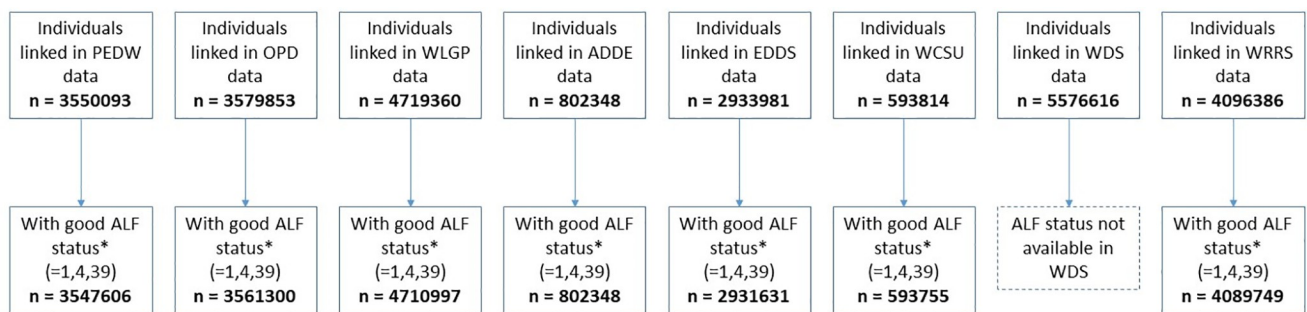 Individuals
linked in PEDW
data
n = 3550093
Individuals
linked in OPD
data
n = 3579853
Individuals
linked in WLGP
data
n = 4719360
Individuals
linked in ADDE
data
n = 802348
Individuals
linked in EDDS
data
n = 2933981
Individuals
linked in WCSU
data
n = 593814
Individuals
linked in WDS
data
n = 5576616
Individuals
linked in WRRS
data
n = 4096386
With good ALF
status*
(=1,4,39)
n = 3547606
With good ALF
status*
(=1,4,39)
n = 3561300
With good ALF
status*
(=1,4,39)
n = 4710997
With good ALF
status*
(=1,4,39)
n = 802348
With good ALF
status*
(=1,4,39)
n = 2931631
With good ALF
status*
(=1,4,39)
n = 593755
ALF status not
available in
WDS
With good ALF
status*
(=1,4,39)
n = 4089749